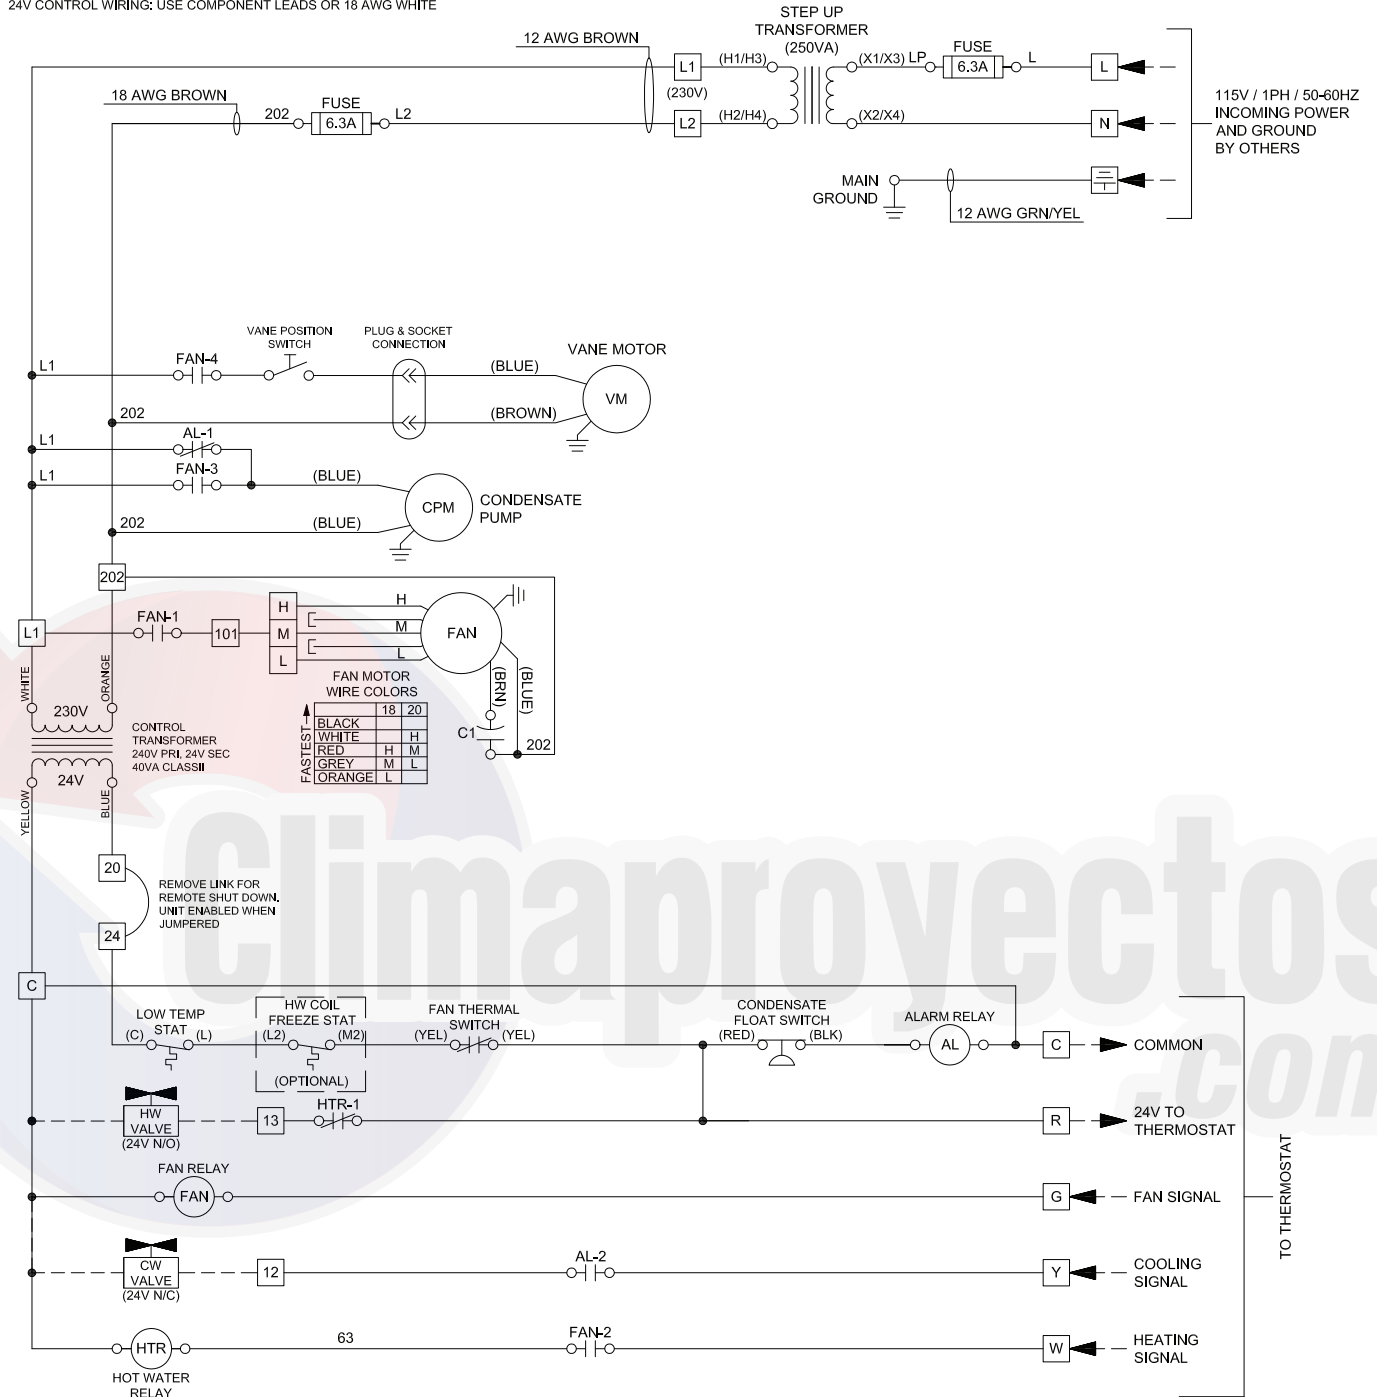 24V CONTROL WIRING: USE COMPONENT LEADS OR 18 AWG WHITE
STEP UP
TRANSFORMER
(250VA)
12 AWG BROWN
L1
(230V)
(H1/H3)
(X1/X3)
LP
FUSE
6.3A
L
L
18 AWG BROWN
202
FUSE
6.3A
L2
L2
(H2/H4)
(X2/X4)
N
115V / 1PH / 50-60HZ
INCOMING POWER
AND GROUND
BY OTHERS
MAIN
GROUND
12 AWG GRN/YEL
VANE POSITION
SWITCH
PLUG & SOCKET
CONNECTION
VANE MOTOR
L1
FAN-4
(BLUE)
VM
202
(BROWN)
L1
AL-1
L1
FAN-3
(BLUE)
CPM
CONDENSATE
PUMP
202
(BLUE)
202
L1
FAN-1
101
H
M
L
H
M
L
FAN
WHITE
ORANGE
(BRN)
(BLUE)
230V
CONTROL
TRANSFORMER
240V PRI, 24V SEC
40VA CLASSII
24V
FAN MOTOR
WIRE COLORS
FASTEST
18 20
BLACK
WHITE H
RED H M
GREY M L
ORANGE L
C1
202
YELLOW
BLUE
20
REMOVE LINK FOR
REMOTE SHUT DOWN.
UNIT ENABLED WHEN
JUMPERED
24
Climaproyectos
.com
C
LOW TEMP
STAT
(C)
(L)
HW COIL
FREEZE STAT
(L2)
(M2)
(OPTIONAL)
FAN THERMAL
SWITCH
(YEL)
(YEL)
CONDENSATE
FLOAT SWITCH
(RED)
(BLK)
ALARM RELAY
AL
C
COMMON
HW
VALVE
(24V N/O)
13
HTR-1
R
24V TO
THERMOSTAT
FAN RELAY
FAN
G
FAN SIGNAL
TO THERMOSTAT
CW
VALVE
(24V N/C)
12
AL-2
Y
COOLING
SIGNAL
HTR
HOT WATER
RELAY
63
FAN-2
W
HEATING
SIGNAL